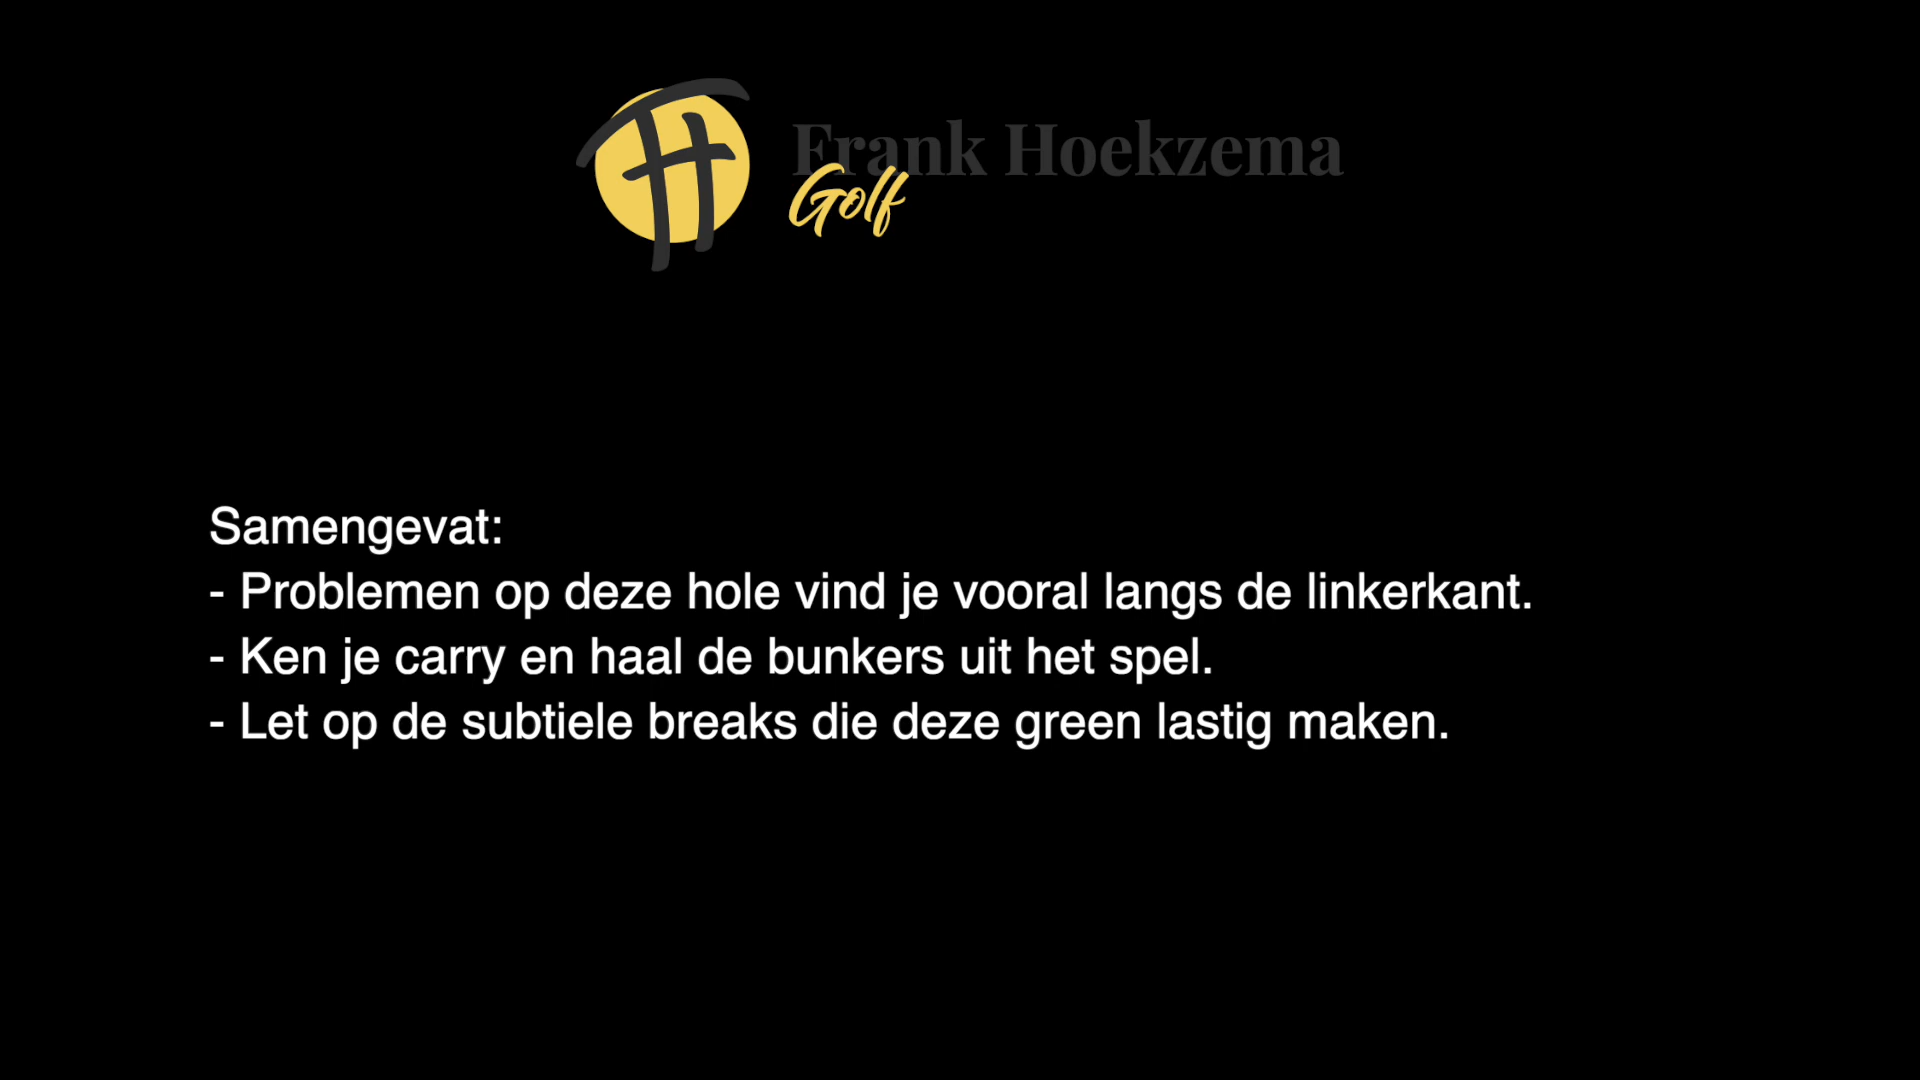 Frank Hoekzema
Golf
Samengevat:
- Problemen op deze hole vind je vooral langs de linkerkant.
- Ken je carry en haal de bunkers uit het spel.
- Let op de subtiele breaks die deze green lastig maken.